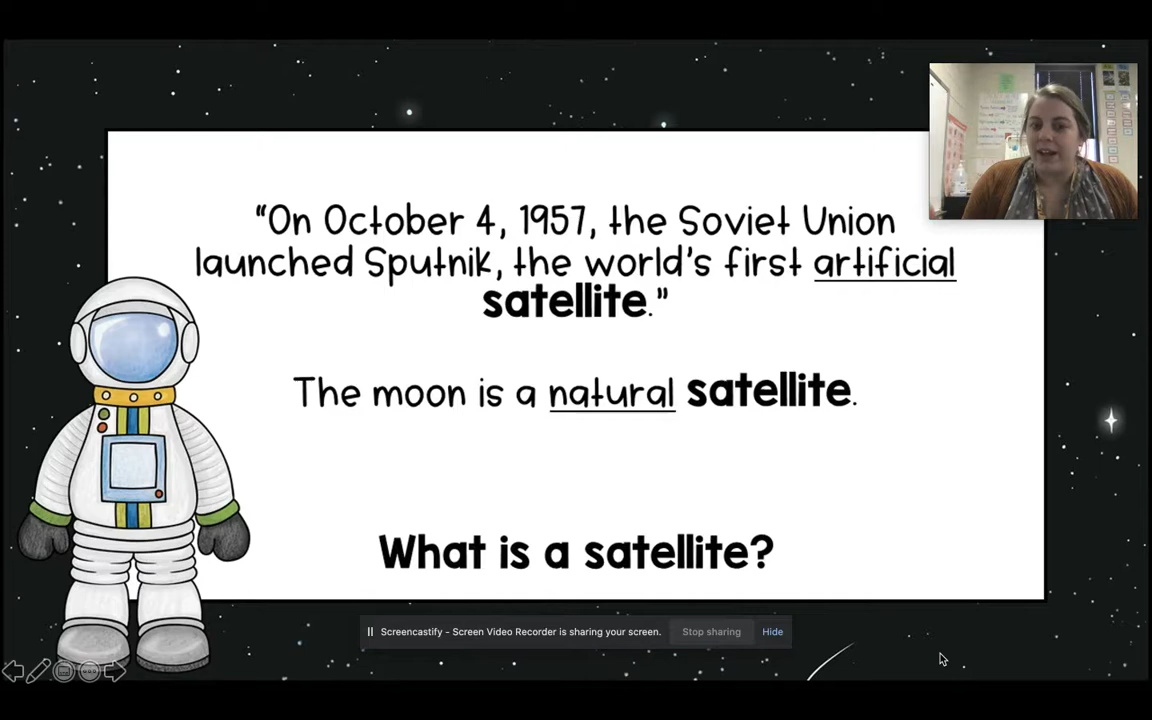 “On October 4, 1957, the Soviet Union
launched Sputnik, the world’s first artificial
satellite.”
The moon is a natural satellite.
What is a satellite?
Screencastify - Screen Video Recorder is sharing your screen.
Stop sharing
Hide